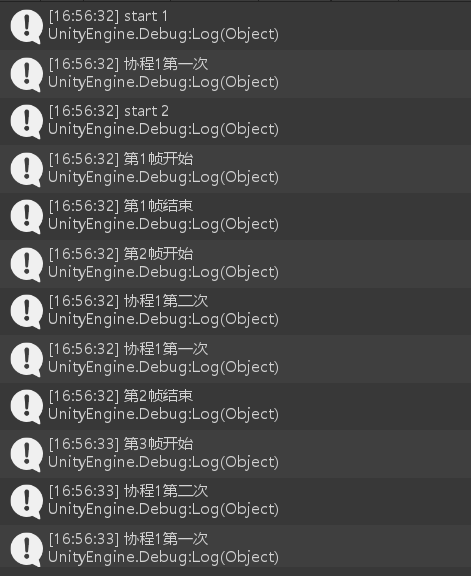 [16:56:32] start 1
UnityEngine.Debug:Log(Object)
[16:56:32] 协程1第一次
UnityEngine.Debug:Log(Object)
[16:56:32] start 2
UnityEngine.Debug:Log(Object)
[16:56:32] 第1帧开始
UnityEngine.Debug:Log(Object)
[16:56:32] 第1帧结束
UnityEngine.Debug:Log(Object)
[16:56:32] 第2帧开始
UnityEngine.Debug:Log(Object)
[16:56:32] 协程1第二次
UnityEngine.Debug:Log(Object)
[16:56:32] 协程1第一次
UnityEngine.Debug:Log(Object)
[16:56:32] 第2帧结束
UnityEngine.Debug:Log(Object)
[16:56:33] 第3帧开始
UnityEngine.Debug:Log(Object)
[16:56:33] 协程1第二次
UnityEngine.Debug:Log(Object)
[16:56:33] 协程1第一次
UnityEngine.Debug:Log(Object)